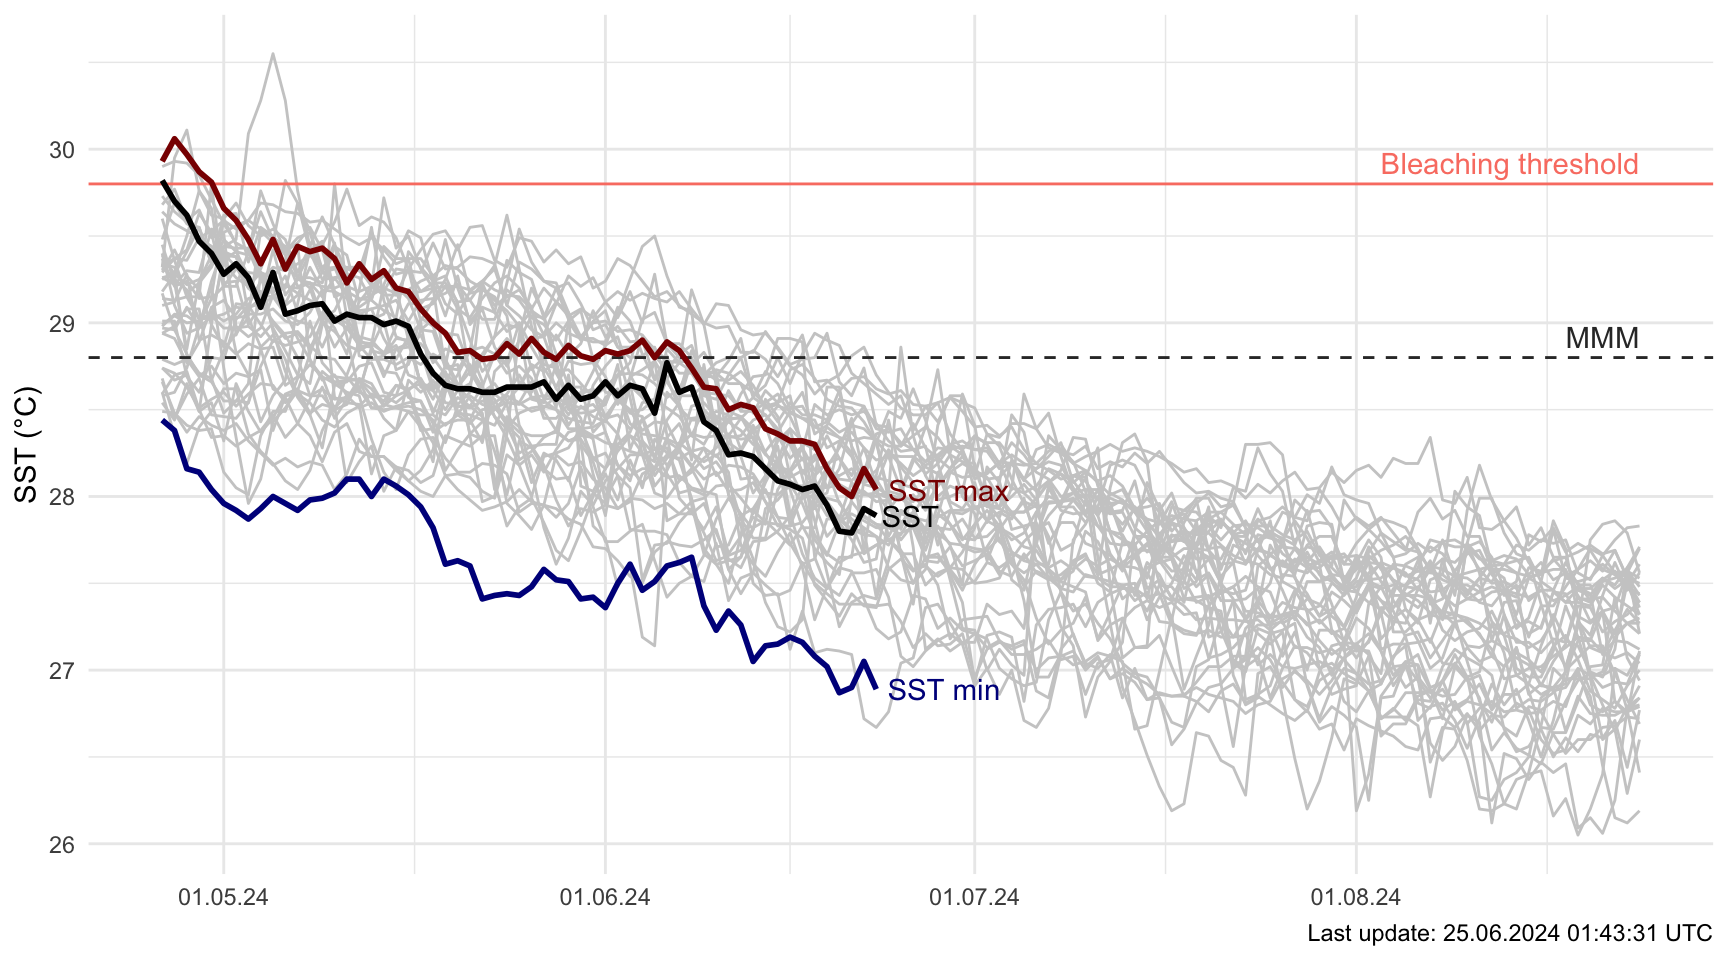 30
29
28
27
26
SST (°C)
Bleaching threshold
MMM
SST max
SST
SST min
01.05.24
01.06.24
01.07.24
01.08.24
Last update: 25.06.2024 01:43:31 UTC